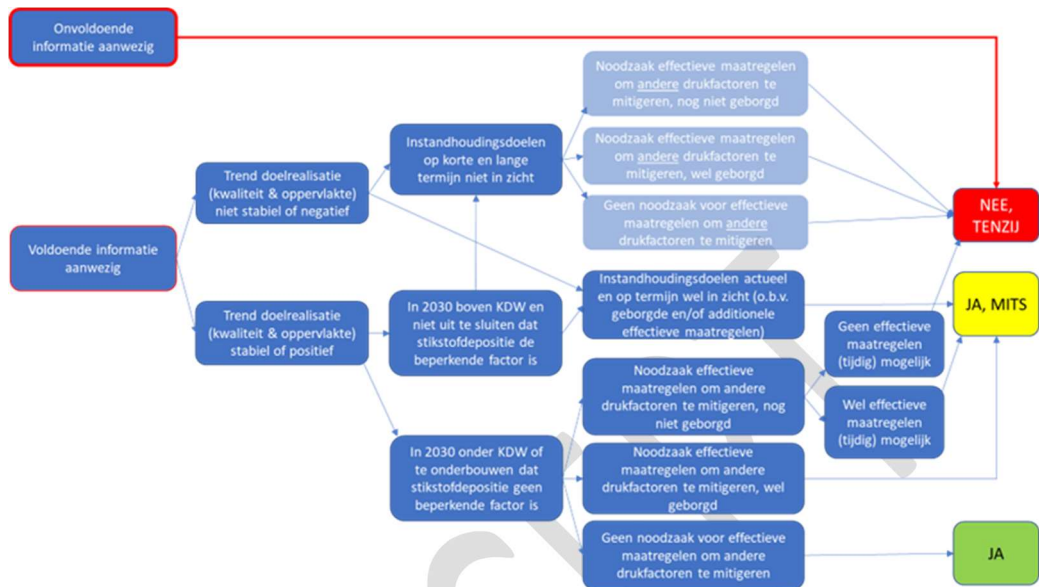 Onvoldoende
informatie aanwezig
Noodzaak effectieve maatregelen
om andere drukfactoren te
mitigeren, nog niet geborgd
Instandhoudingsdoelen
op korte en lange
termijn niet in zicht
Noodzaak effectieve maatregelen
om andere drukfactoren te
mitigeren, wel geborgd
Trend doelrealisatie
(kwaliteit & oppervlakte)
niet stabiel of negatief
Geen noodzaak voor effectieve
maatregelen om andere
drukfactoren te mitigeren
NEE,
TENZIJ
Voldoende informatie
aanwezig
Trend doelrealisatie
(kwaliteit & oppervlakte)
stabiel of positief
In 2030 boven KDW en
niet uit te sluiten dat
stikstofdepositie de
beperkende factor is
Instandhoudingsdoelen actueel
en op termijn wel in zicht (o.b.v.
geborgde en/of additionele
effectieve maatregelen)
JA, MITS
Geen effectieve
maatregelen
(tijdig) mogelijk
Noodzaak effectieve
maatregelen om andere
drukfactoren te mitigeren, nog
niet geborgd
Wel effectieve
maatregelen
(tijdig) mogelijk
In 2030 onder KDW of
te onderbouwen dat
stikstofdepositie geen
beperkende factor is
Noodzaak effectieve
maatregelen om andere
drukfactoren te mitigeren, wel
geborgd
Geen noodzaak voor effectieve
maatregelen om andere
drukfactoren te mitigeren
JA